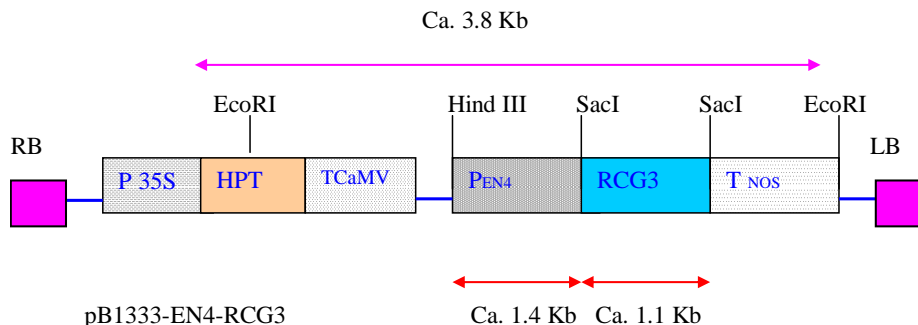 Ca. 3.8 Kb
EcoRI Hind III SacI SacI EcoRI
RB LB
P 35S HPT TCaMV PEN4 RCG3 T NOS
pB1333-EN4-RCG3 Ca. 1.4 Kb Ca. 1.1 Kb